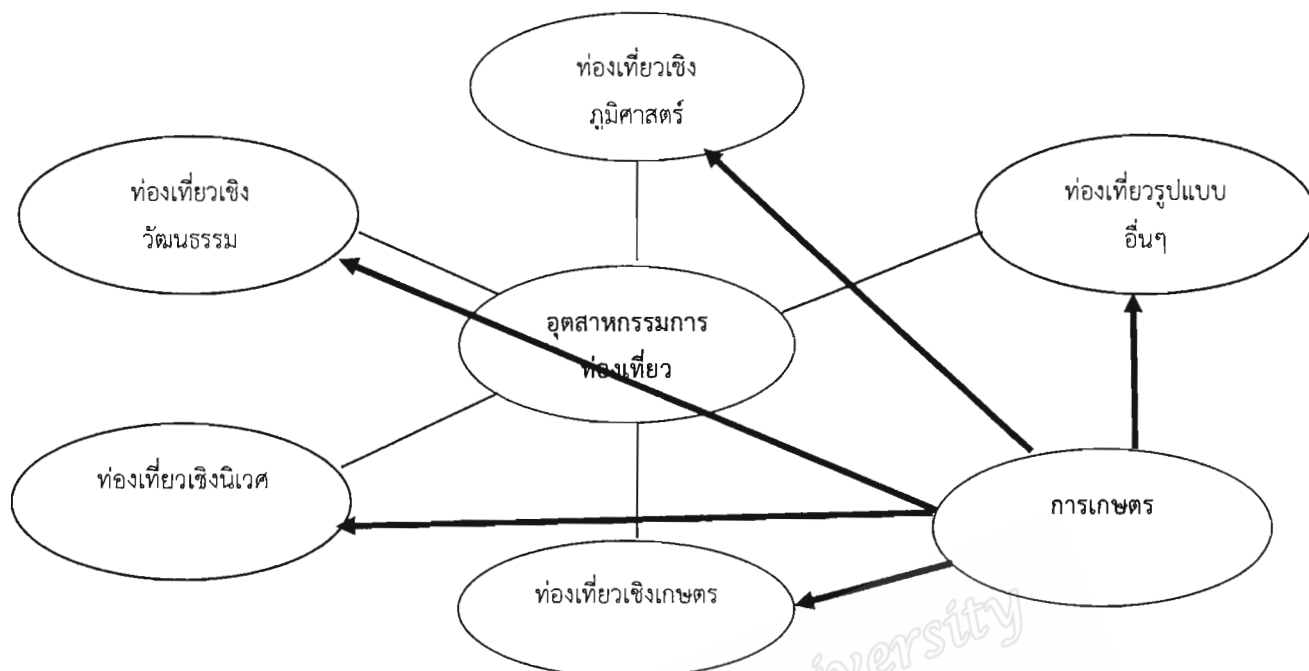 ท่องเที่ยวเชิง
ภูมิศาสตร์
ท่องเที่ยวเชิง
วัฒนธรรม
ท่องเที่ยวรูปแบบ
อื่นๆ
อุตสาหกรรมการ
ท่องเที่ยว
ท่องเที่ยวเชิงนิเวศ
การเกษตร
ท่องเที่ยวเชิงเกษตร